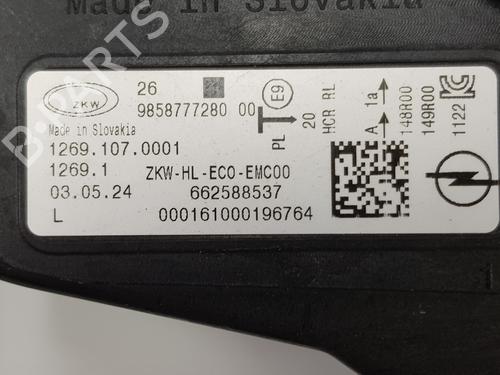 Made in Slovakia
ZKW
26
9858777280 00
Made in Slovakia
1269.107.0001
1269.1
ZKW-HL-ECO-EMC00
03.05.24
662588537
L
000161000196764
E9
PL
20
HCR RL
A
1a
148R00
149R00
1122
B-PARTS